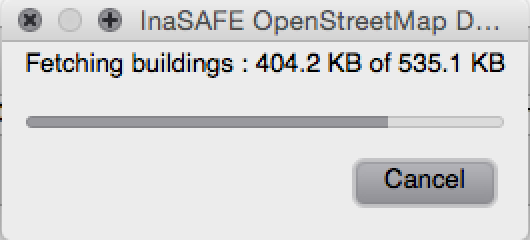 InaSAFE OpenStreetMap D...
Fetching buildings : 404.2 KB of 535.1 KB
Cancel